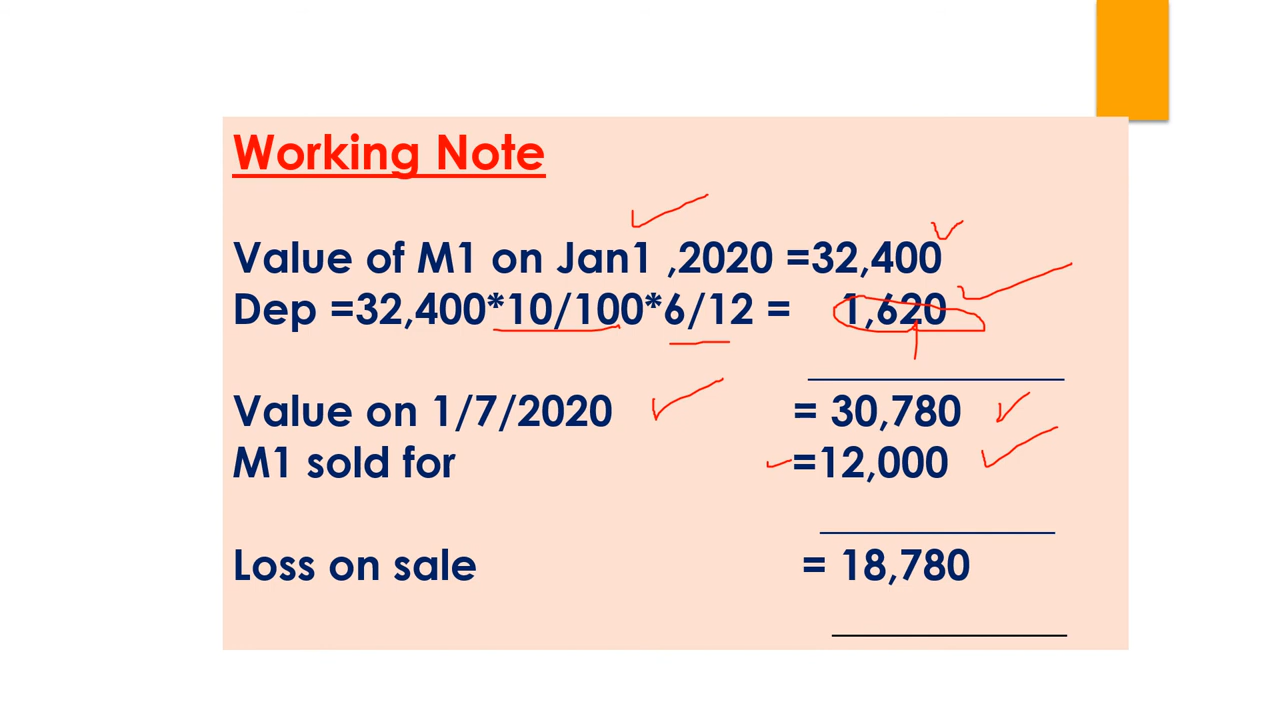 Working Note
Value of M1 on Jan1 ,2020 =32,400
Dep =32,400*10/100*6/12 = 1,620
Value on 1/7/2020 = 30,780
M1 sold for =12,000
Loss on sale = 18,780